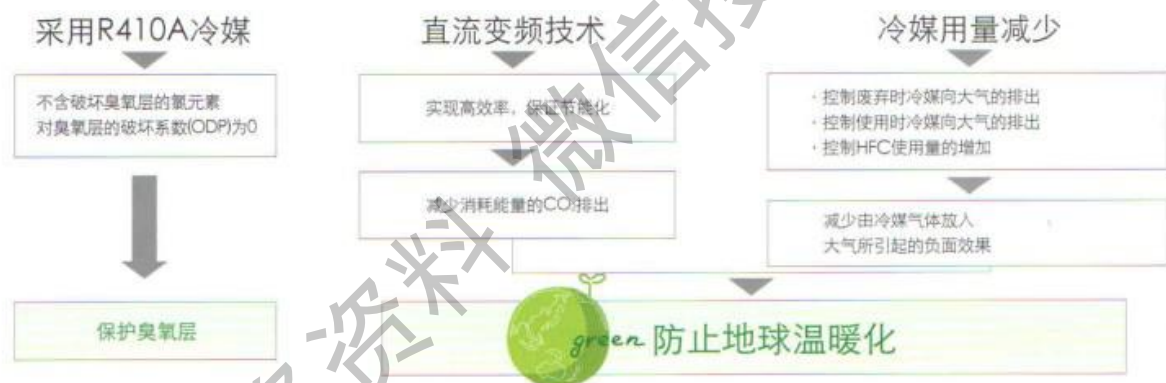 采用R410A冷媒
不含破坏臭氧层的氯元素
对臭氧层的破坏系数(ODP)为0
保护臭氧层
直流变频技术
实现高效率，保证节能化
减少消耗能量的CO₂排出
冷媒用量减少
·控制废弃时冷媒向大气的排出
·控制使用时冷媒向大气的排出
·控制HFC使用量的增加
减少由冷媒气体放入
大气所引起的负面效果
green 防止地球温暖化
资料 微信搜